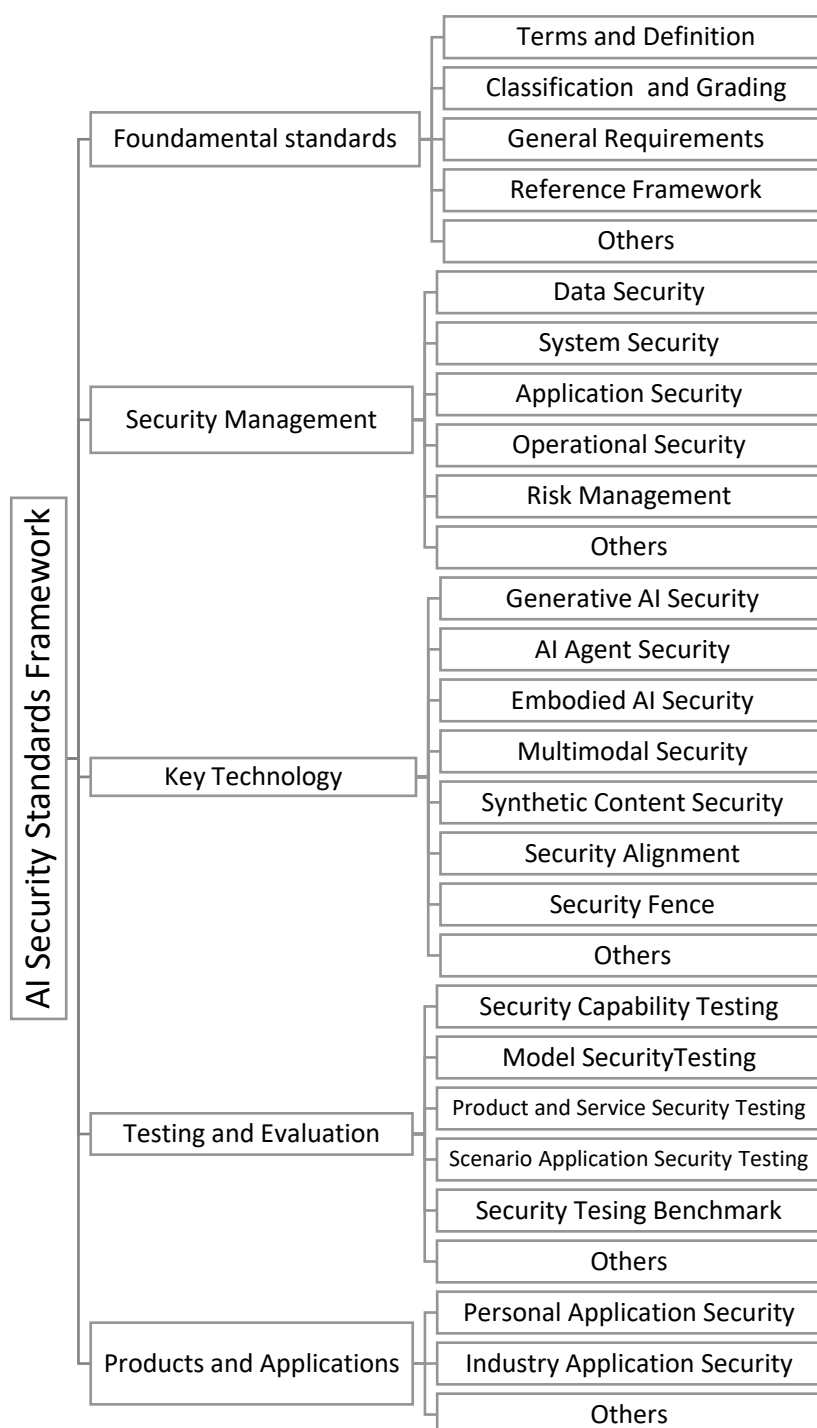 AI Security Standards Framework
Foundamental standards
Terms and Definition
Classification  and Grading
General Requirements
Reference Framework
Others
Security Management
Data Security
System Security
Application Security
Operational Security
Risk Management
Others
Key Technology
Generative AI Security
AI Agent Security
Embodied AI Security
Multimodal Security
Synthetic Content Security
Security Alignment
Security Fence
Others
Testing and Evaluation
Security Capability Testing
Model SecurityTesting
Product and Service Security Testing
Scenario Application Security Testing
Security Tesing Benchmark
Others
Products and Applications
Personal Application Security
Industry Application Security
Others